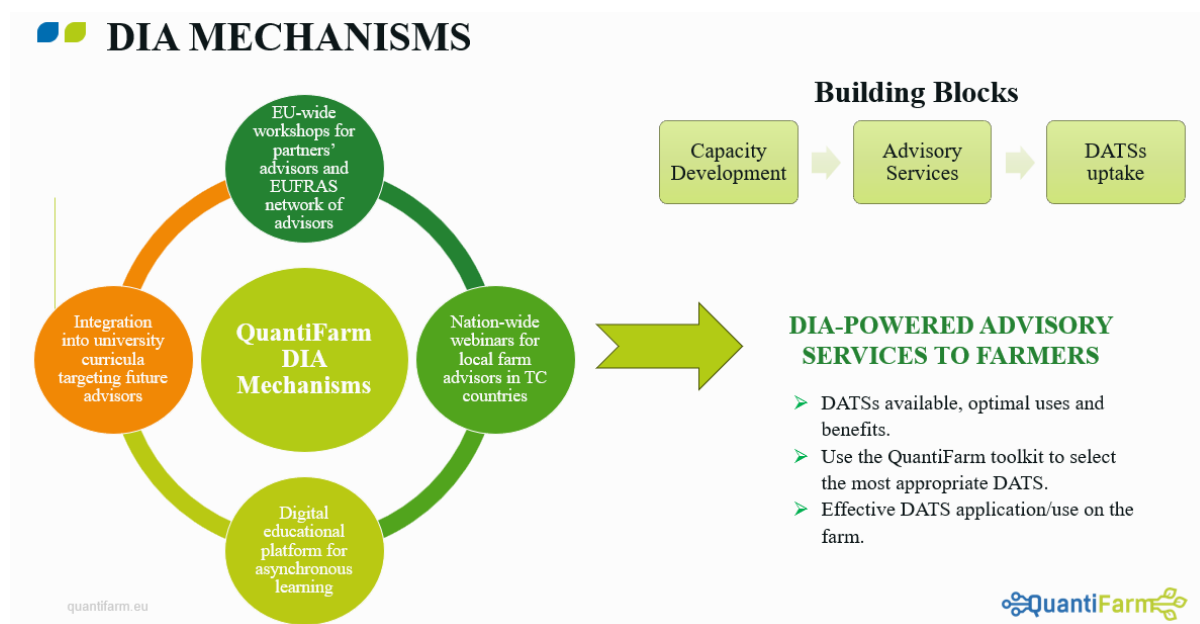 DIA MECHANISMS
EU-wide
workshops for
partners’
advisors and
EUFRAS
network of
advisors
Integration
into university
curricula
targeting future
advisors
QuantiFarm
DIA
Mechanisms
Nation-wide
webinars for
local farm
advisors in TC
countries
Digital
educational
platform for
asynchronous
learning
Building Blocks
Capacity
Development
Advisory
Services
DATSs
uptake
DIA-POWERED ADVISORY
SERVICES TO FARMERS
DATSs available, optimal uses and
benefits.
Use the QuantiFarm toolkit to select
the most appropriate DATS.
Effective DATS application/use on the
farm.
quantifarm.eu
QuantiFarm